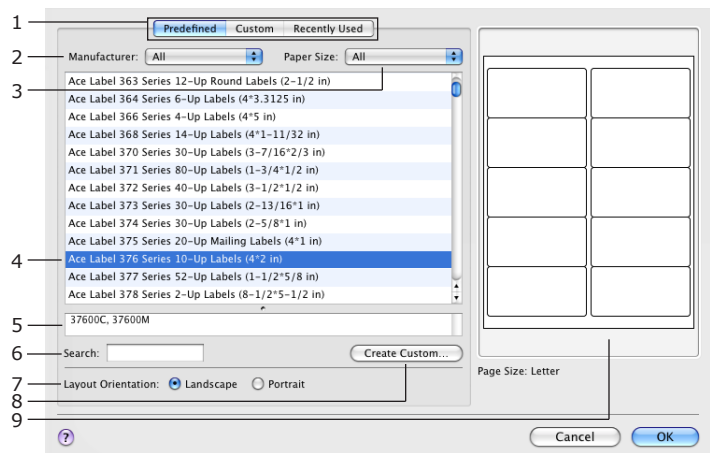 1
Predefined Custom Recently Used
2
Manufacturer: All Paper Size: All
3
Ace Label 363 Series 12-Up Round Labels (2-1/2 in)
Ace Label 364 Series 6-Up Labels (4*3.3125 in)
Ace Label 366 Series 4-Up Labels (4*5 in)
Ace Label 368 Series 14-Up Labels (4*1-11/32 in)
Ace Label 370 Series 30-Up Labels (3-7/16*2/3 in)
Ace Label 371 Series 80-Up Labels (1-3/4*1/2 in)
Ace Label 372 Series 40-Up Labels (3-1/2*1/2 in)
Ace Label 373 Series 30-Up Labels (2-13/16*1 in)
Ace Label 374 Series 30-Up Labels (2-5/8*1 in)
Ace Label 375 Series 20-Up Mailing Labels (4*1 in)
4 Ace Label 376 Series 10-Up Labels (4*2 in)
Ace Label 377 Series 52-Up Labels (1-1/2*5/8 in)
Ace Label 378 Series 2-Up Labels (8-1/2*5-1/2 in)
5 37600C, 37600M
6 Search: Create Custom...
Page Size: Letter
7 Layout Orientation: Landscape Portrait
8
9
? Cancel OK